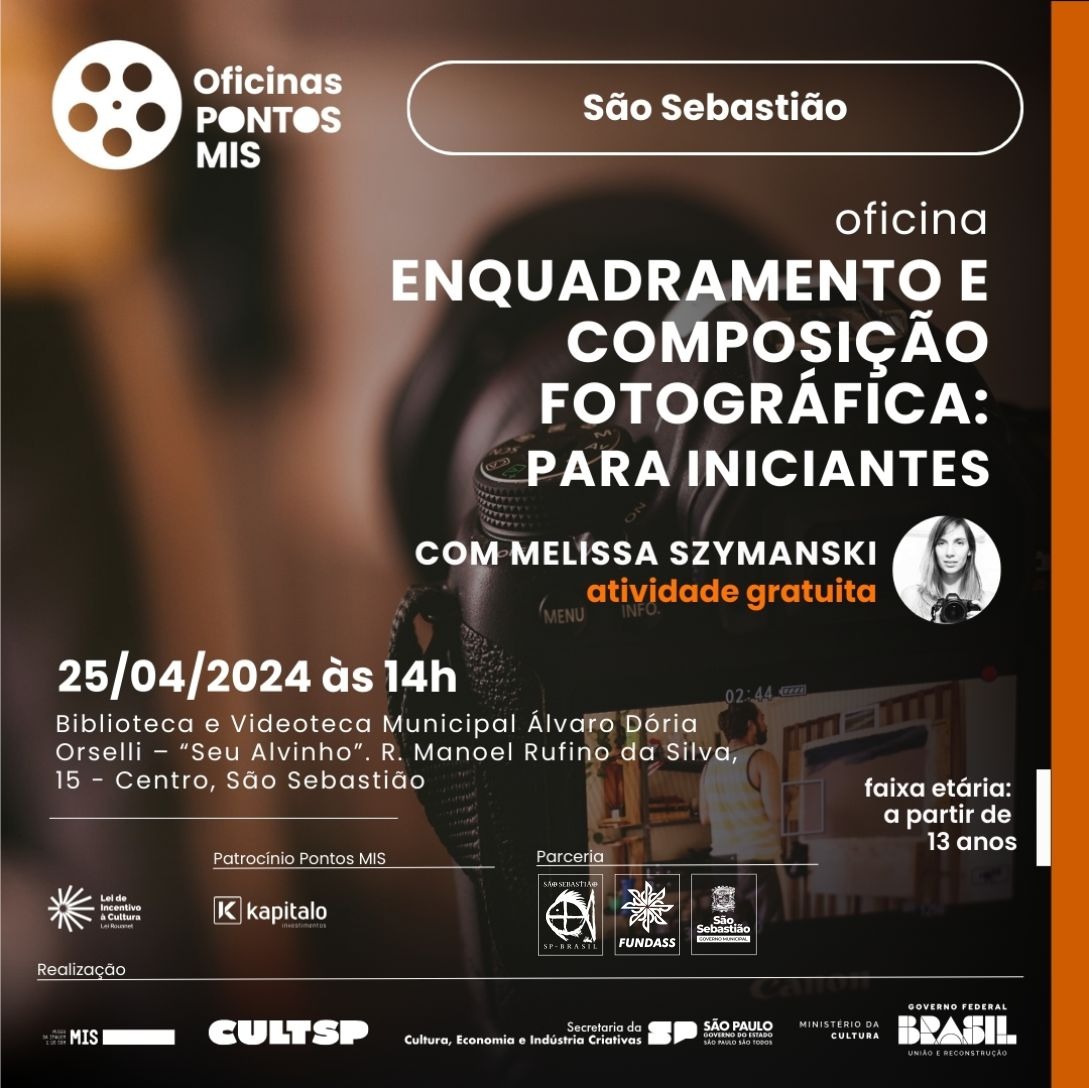 Oficinas
PONTOS
MIS
São Sebastião
oficina
ENQUADRAMENTO E
COMPOSIÇÃO
FOTOGRÁFICA:
PARA INICIANTES
COM MELISSA SZYMANSKI
atividade gratuita
MENU
INFO.
25/04/2024 às 14h
02:44
Biblioteca e Videoteca Municipal Álvaro Dória
Orselli – “Seu Alvinho”. R. Manoel Rufino da Silva,
15 - Centro, São Sebastião
faixa etária:
a partir de
13 anos
Patrocínio Pontos MIS
Parceria
Lei de
Incentivo
à Cultura
Lei Rouanet
kapitalo
investimentos
SÃO SEBASTIÃO
SP-BRASIL
FUNDASS
São
Sebastião
GOVERNO MUNICIPAL
Realização
Canon
MIS
CULTSP
Secretaria da
Cultura, Economia e Indústria Criativas
SP
SÃO PAULO
GOVERNO DO ESTADO
SÃO PAULO SÃO TODOS
MINISTÉRIO DA
CULTURA
GOVERNO FEDERAL
BRASIL
UNIÃO E RECONSTRUÇÃO